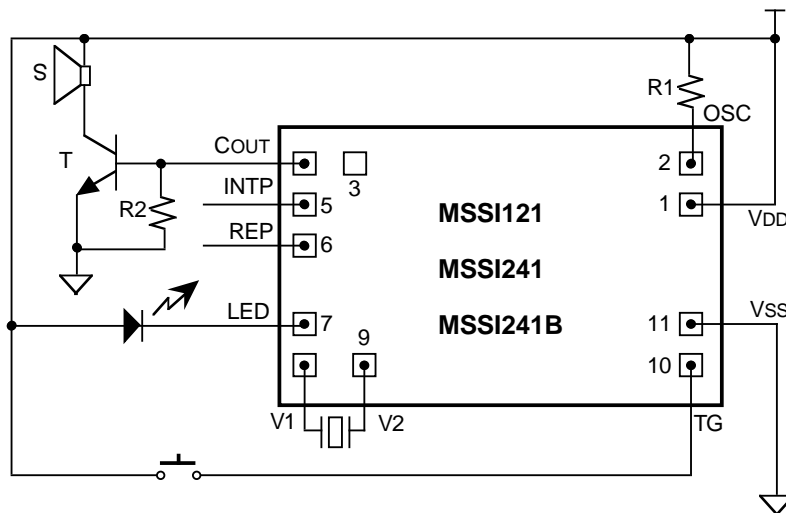 S
R1
OSC
T
COUT
3
2
INTP
5
MSSI121
1
R2
VDD
REP
6
MSSI241
LED
7
9
MSSI241B
11
VSS
10
V1
V2
TG